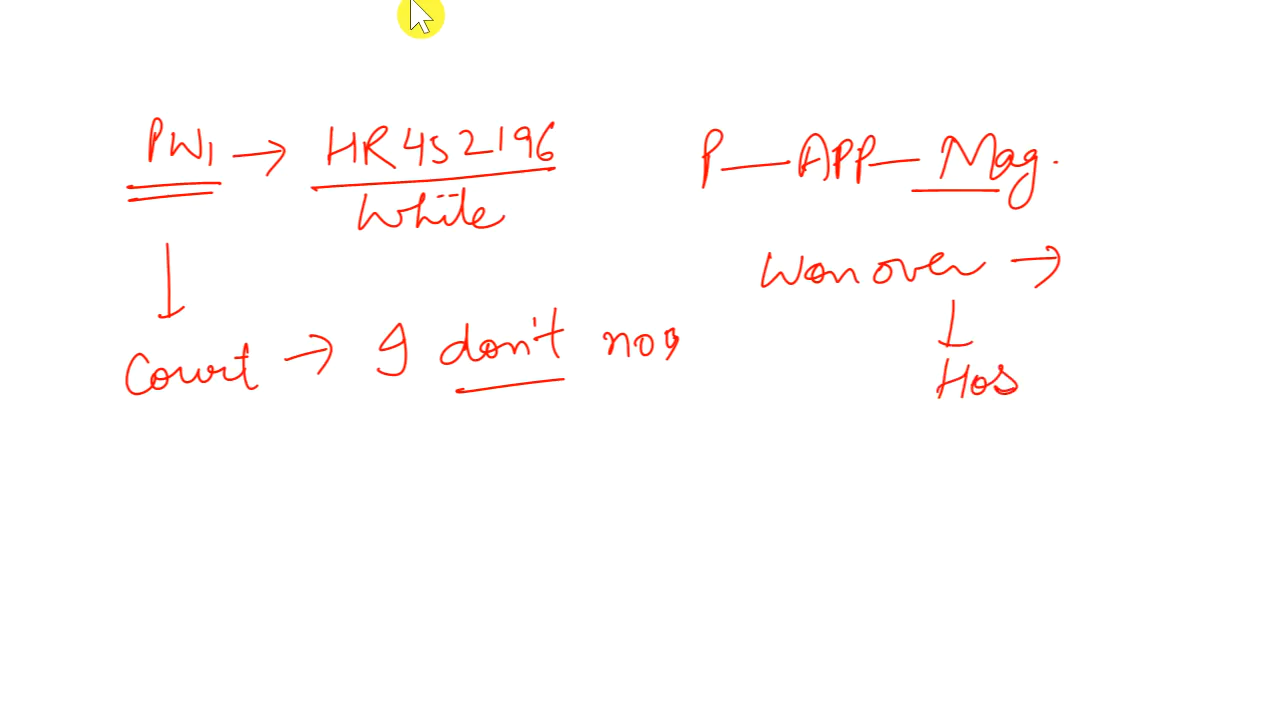 PW1 → HR452196
White
Court → I don't no
P — APP — Mag.
Won over →
Hos